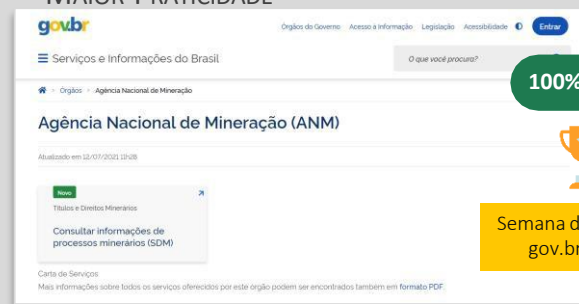 MAIOR PRATICIDADE
gov.br
Órgãos do Governo Acesso à Informação Legislação Acessibilidade Entrar
Serviços e Informações do Brasil
O que você procura?
100%
Órgãos Agência Nacional de Mineração
Agência Nacional de Mineração (ANM)
Atualizado em 12/07/2021 11h28
Novo
Títulos e Direitos Minerários
Consultar informações de
processos minerários (SDM)
Semana d
gov.br
Carta de Serviços
Mais informações sobre todos os serviços oferecidos por este órgão podem ser encontrados também em formato PDF.